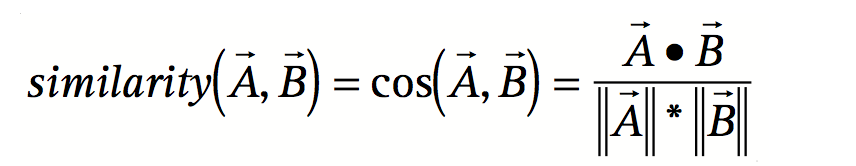 similarity(A⃗, B⃗) = cos(A⃗, B⃗) = A⃗ • B⃗ / ‖A⃗‖ * ‖B⃗‖